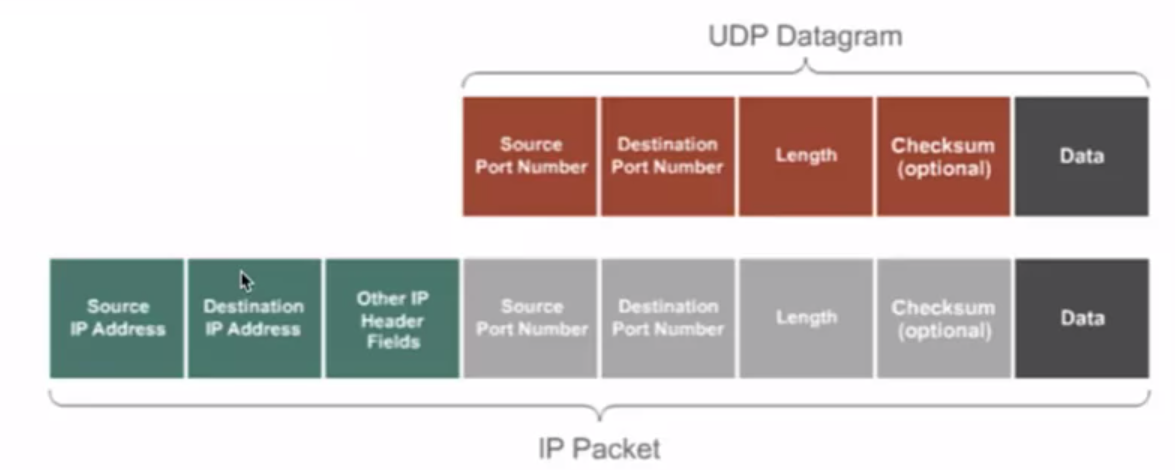 UDP Datagram
Source
Port Number
Destination
Port Number
Length
Checksum
(optional)
Data
Source
IP Address
Destination
IP Address
Other IP
Header
Fields
Source
Port Number
Destination
Port Number
Length
Checksum
(optional)
Data
IP Packet